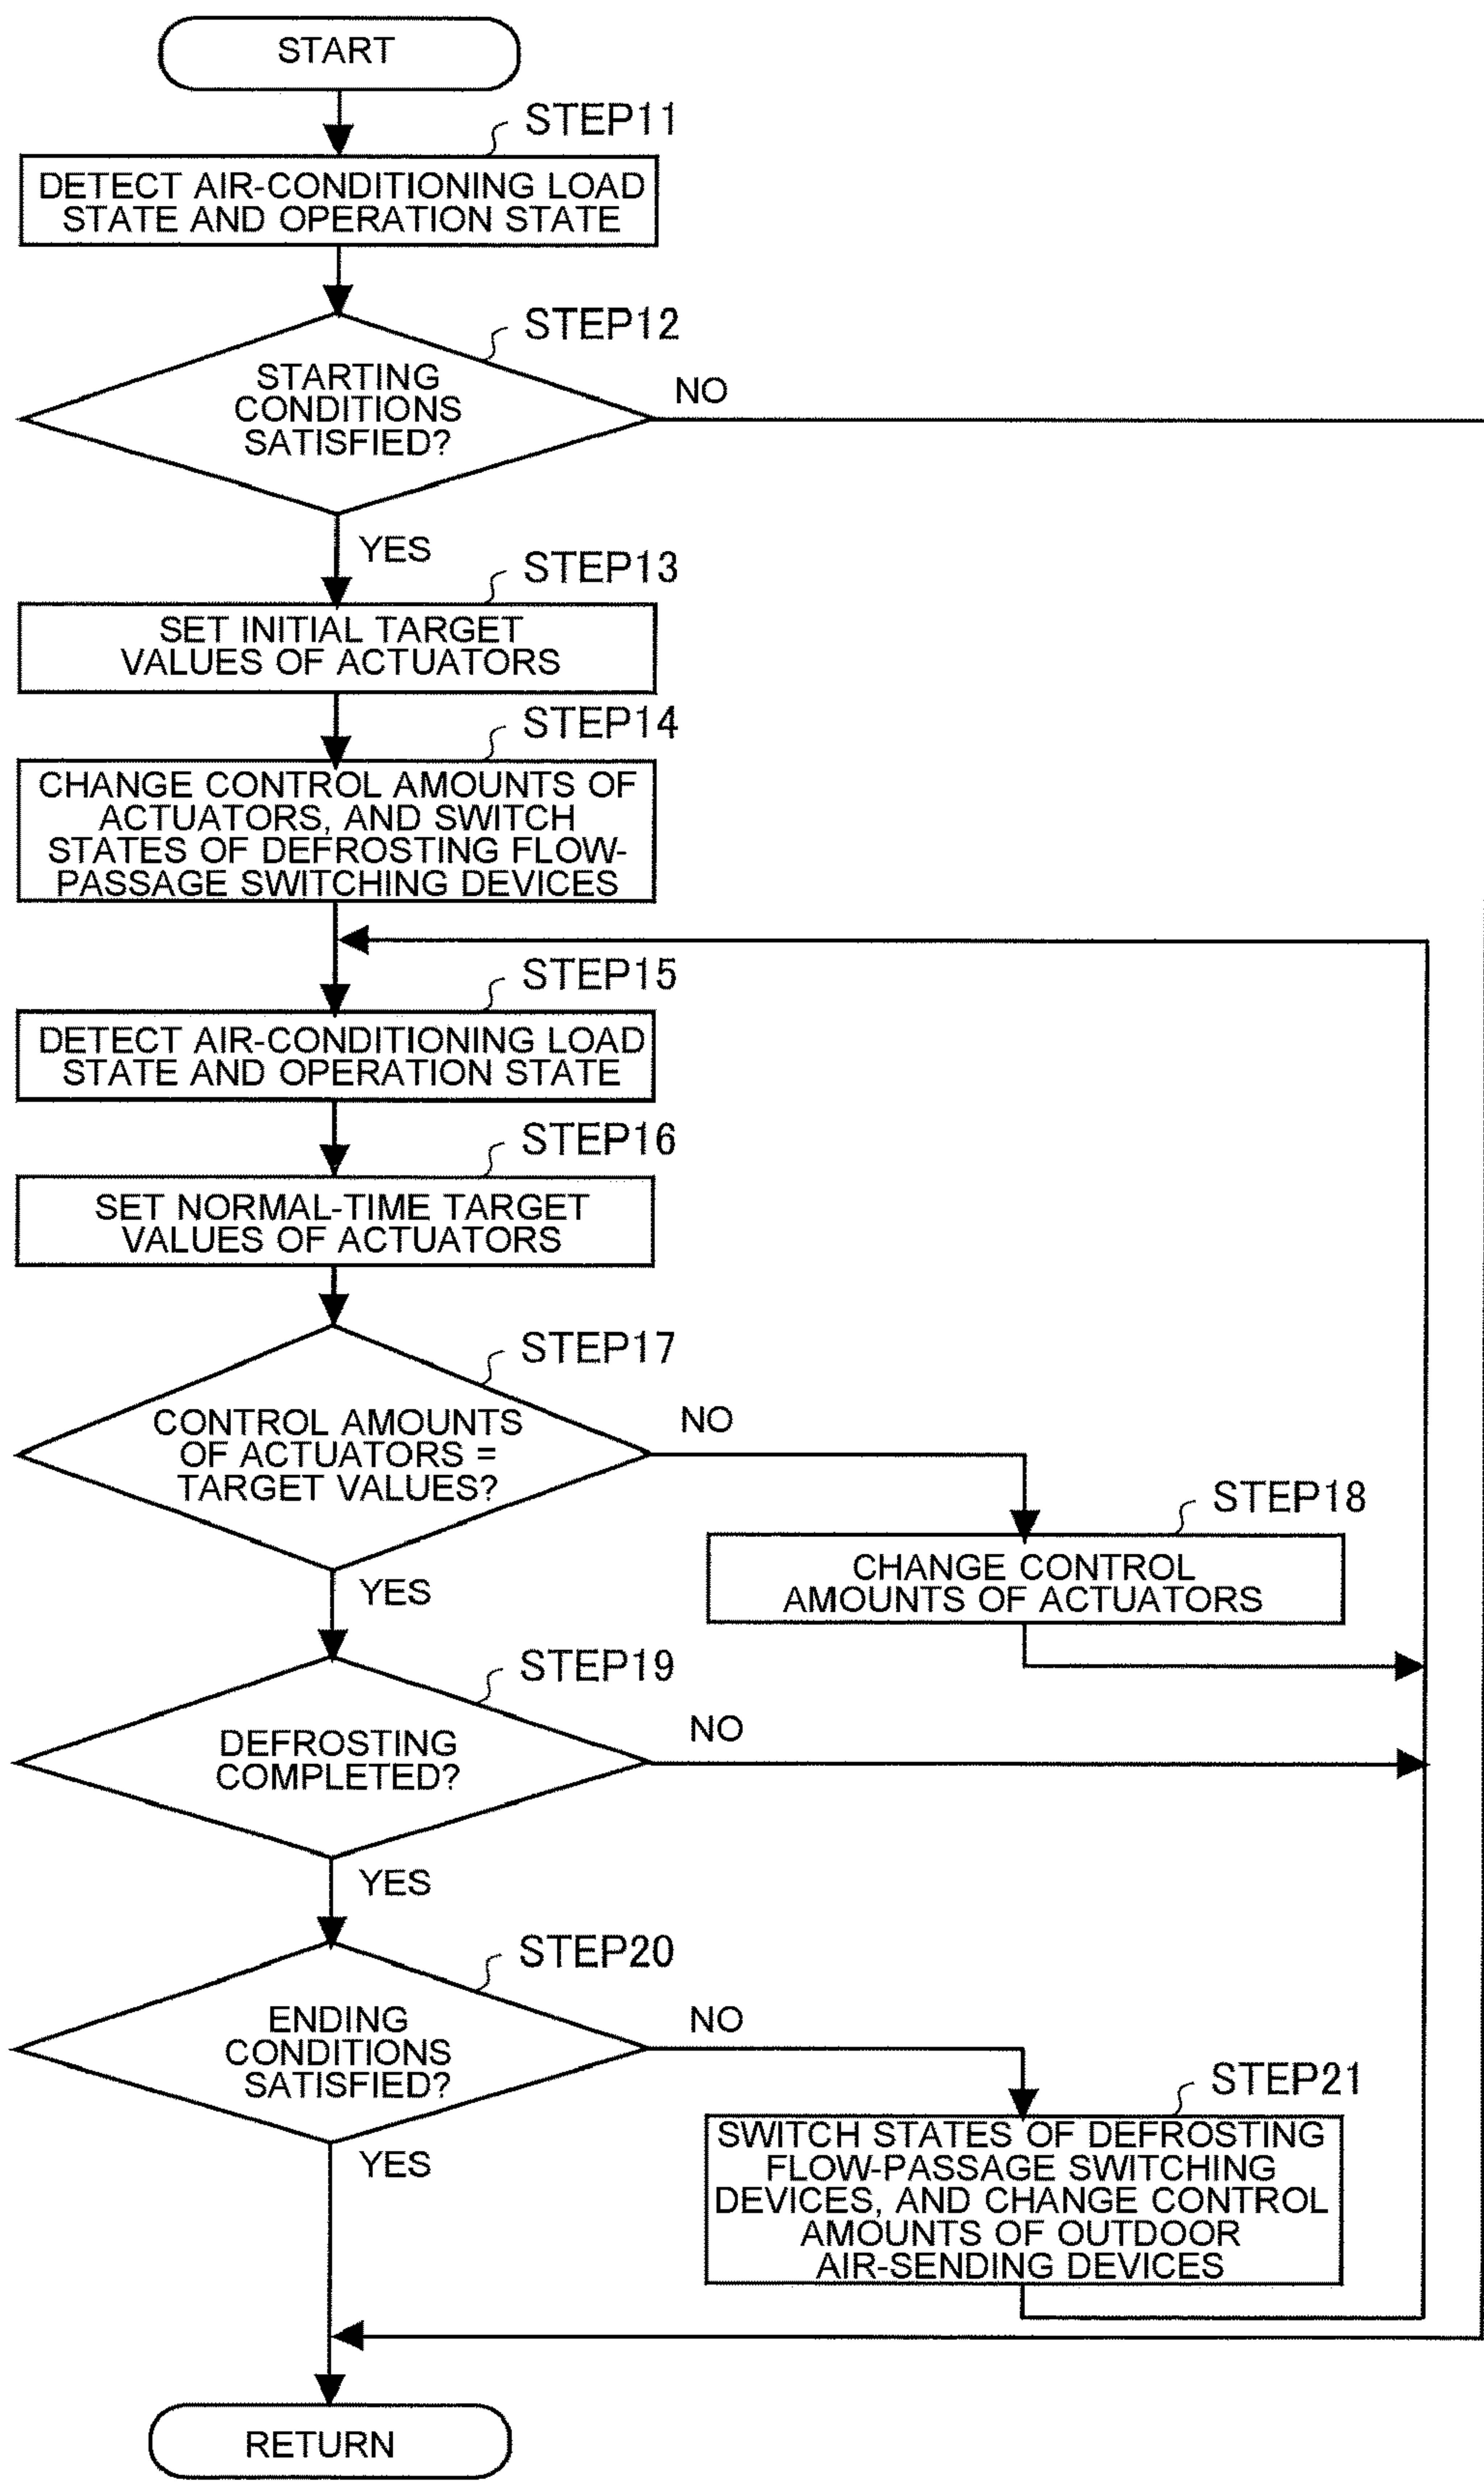 START
STEP11
DETECT AIR-CONDITIONING LOAD
STATE AND OPERATION STATE
STEP12
STARTING
CONDITIONS
SATISFIED?
NO
YES
STEP13
SET INITIAL TARGET
VALUES OF ACTUATORS
STEP14
CHANGE CONTROL AMOUNTS OF
ACTUATORS, AND SWITCH
STATES OF DEFROSTING FLOW-
PASSAGE SWITCHING DEVICES
STEP15
DETECT AIR-CONDITIONING LOAD
STATE AND OPERATION STATE
STEP16
SET NORMAL-TIME TARGET
VALUES OF ACTUATORS
STEP17
CONTROL AMOUNTS
OF ACTUATORS =
TARGET VALUES?
NO
STEP18
CHANGE CONTROL
AMOUNTS OF ACTUATORS
YES
STEP19
DEFROSTING
COMPLETED?
NO
YES
STEP20
ENDING
CONDITIONS
SATISFIED?
NO
STEP21
SWITCH STATES OF DEFROSTING
FLOW-PASSAGE SWITCHING
DEVICES, AND CHANGE CONTROL
AMOUNTS OF OUTDOOR
AIR-SENDING DEVICES
YES
RETURN